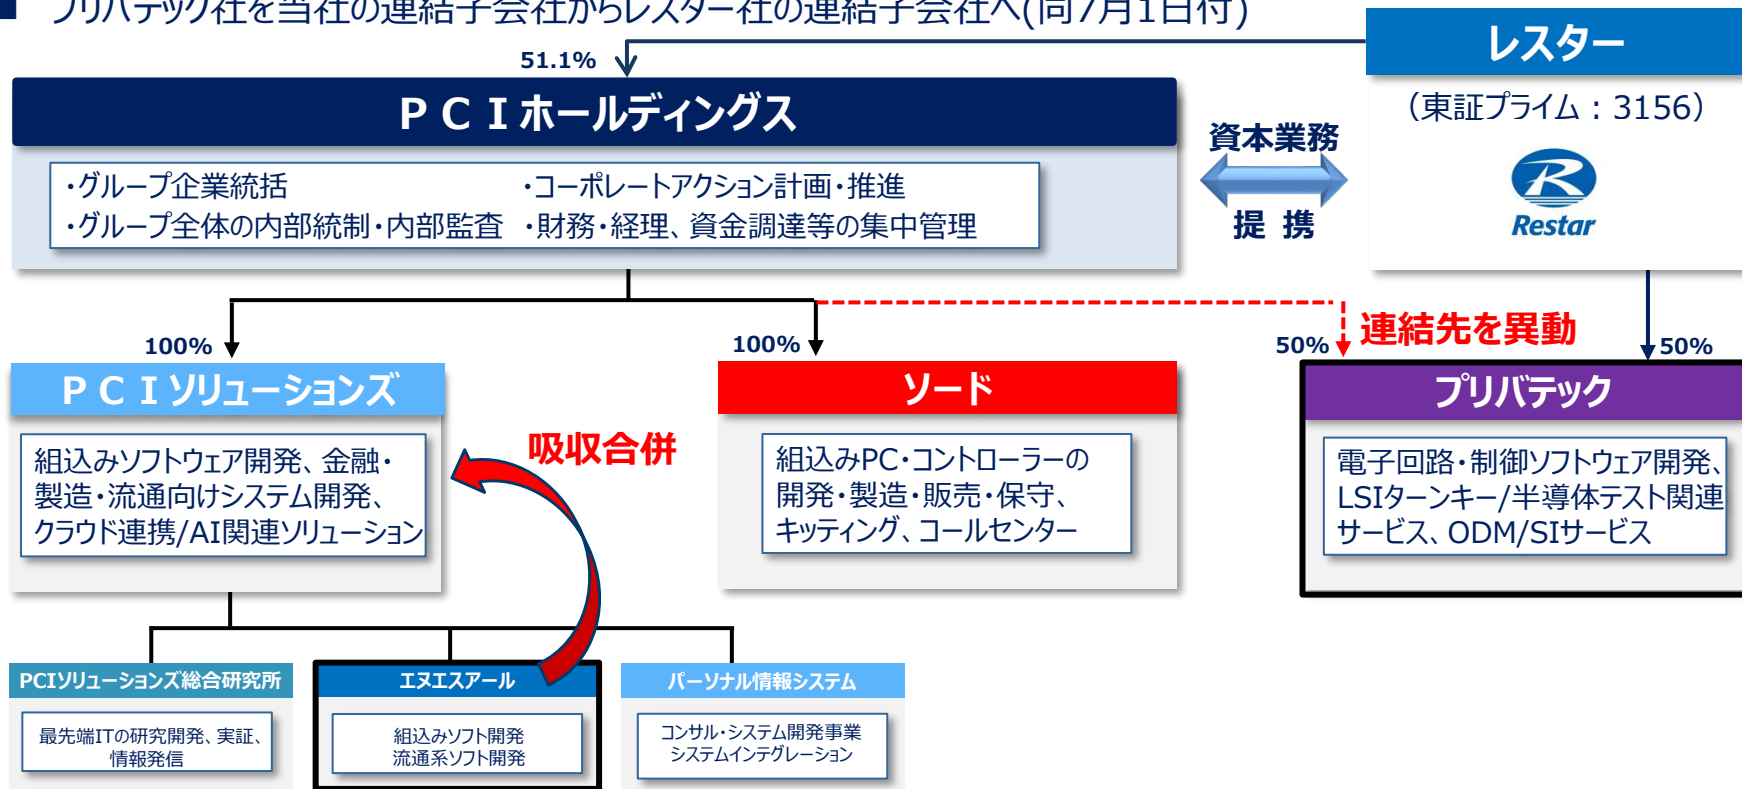 ■ プリバテック社を当社の連結子会社からレスター社の連結子会社へ(同7月1日付)
レスター
51.1%
ＰＣＩホールディングス
（東証プライム：3156）
資本業務
提 携
・グループ企業統括
・コーポレートアクション計画・推進
・グループ全体の内部統制・内部監査
・財務・経理、資金調達等の集中管理
R
Restar
連結先を異動
100%
100%
50%
50%
ＰＣＩソリューションズ
ソード
プリバテック
吸収合併
組込みソフトウェア開発、金融・
製造・流通向けシステム開発、
クラウド連携/AI関連ソリューション
組込みPC・コントローラーの
開発・製造・販売・保守、
キッティング、コールセンター
電子回路・制御ソフトウェア開発、
LSIターンキー/半導体テスト関連
サービス、ODM/SIサービス
PCIソリューションズ総合研究所
エヌエスアール
パーソナル情報システム
最先端ITの研究開発、実証、
情報発信
組込みソフト開発
流通系ソフト開発
コンサル・システム開発事業
システムインテグレーション